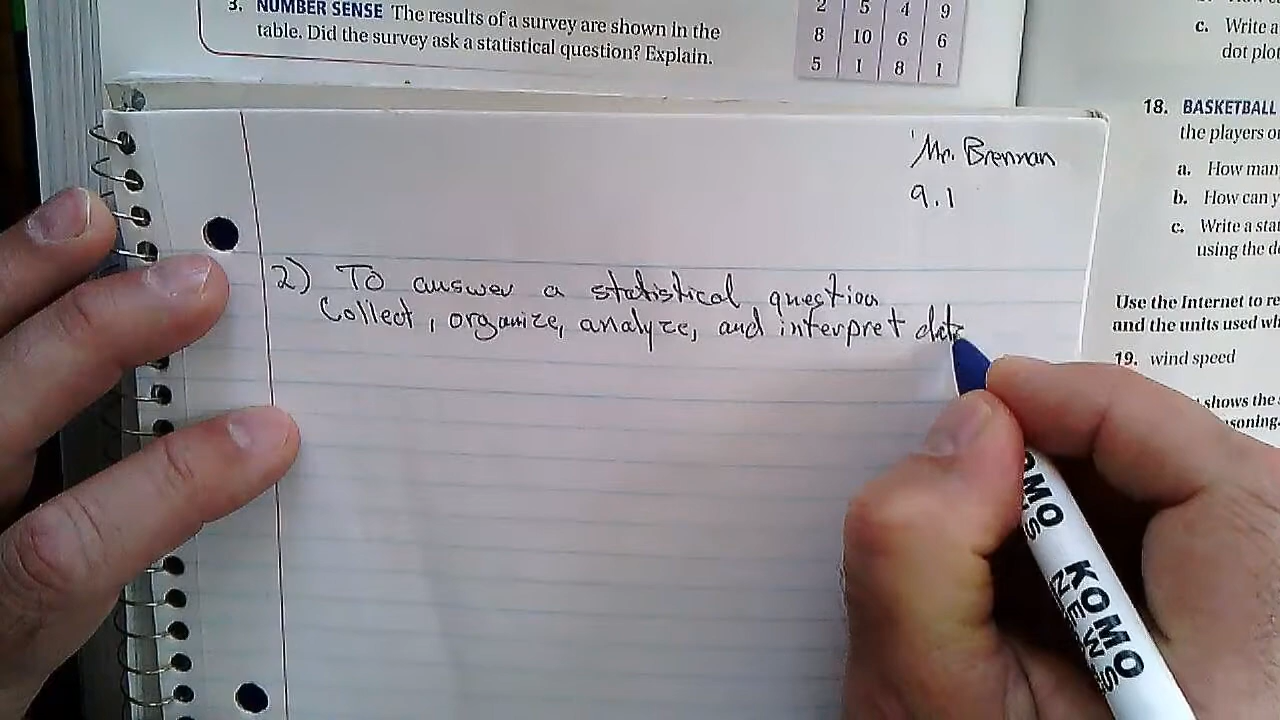 3. NUMBER SENSE The results of a survey are shown in the
table. Did the survey ask a statistical question? Explain.
2 5 4 9
8 10 6 6
5 1 8 1
c. Write a
dot plot
18. BASKETBALL
the players
a. How man
b. How can y
c. Write a stat
using the d
Use the Internet to re
and the units used wh
19. wind speed
shows the
soning.
Mr. Brennan
9.1
2) To answer a statistical question
Collect, organize, analyze, and interpret data
OMO
KOMO
NEWS